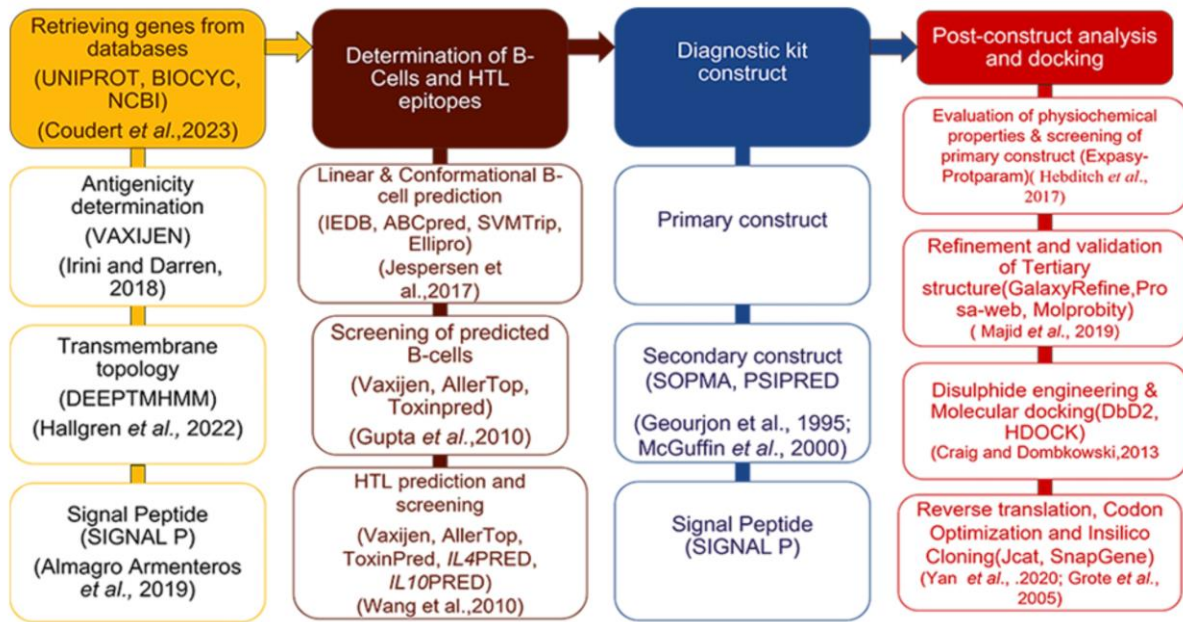 Retrieving genes from
databases
(UNIPROT, BIOCYC,
NCBI)
(Coudert et al.,2023)
Antigenicity
determination
(VAXIJEN)
(Irini and Darren,
2018)
Transmembrane
topology
(DEEPTMHMM)
(Hallgren et al., 2022)
Signal Peptide
(SIGNAL P)
(Almagro Armenteros
et al., 2019)
Determination of B-
Cells and HTL
epitopes
Linear & Conformational B-
cell prediction
(IEDB, ABCpred, SVMTrip,
Ellipro)
(Jespersen et
al.,2017)
Screening of predicted
B-cells
(Vaxijen, AllerTop,
Toxinpred)
(Gupta et al.,2010)
HTL prediction and
screening
(Vaxijen, AllerTop,
ToxinPred, IL4PRED,
IL10PRED)
(Wang et al.,2010)
Diagnostic kit
construct
Primary construct
Secondary construct
(SOPMA, PSIPRED
(Geourjon et al., 1995;
McGuffin et al., 2000)
Signal Peptide
(SIGNAL P)
Post-construct analysis
and docking
Evaluation of physiochemical
properties & screening of
primary construct (Expasy-
Protparam)( Hebditch et al.,
2017)
Refinement and validation
of Tertiary
structure(GalaxyRefine,Pro
sa-web, Molprobity)
( Majid et al., 2019)
Disulphide engineering &
Molecular docking(DbD2,
HDOCK)
(Craig and Dombkowski,2013
Reverse translation, Codon
Optimization and Insilico
Cloning(Jcat, SnapGene)
(Yan et al., .2020; Grote et al.,
2005)